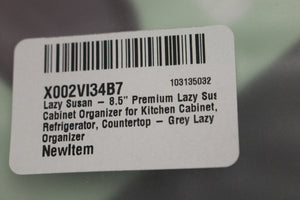 X002VI34B7
103135032
Lazy Susan – 8.5" Premium Lazy Sus
Cabinet Organizer for Kitchen Cabinet,
Refrigerator, Countertop – Grey Lazy
Organizer
NewItem